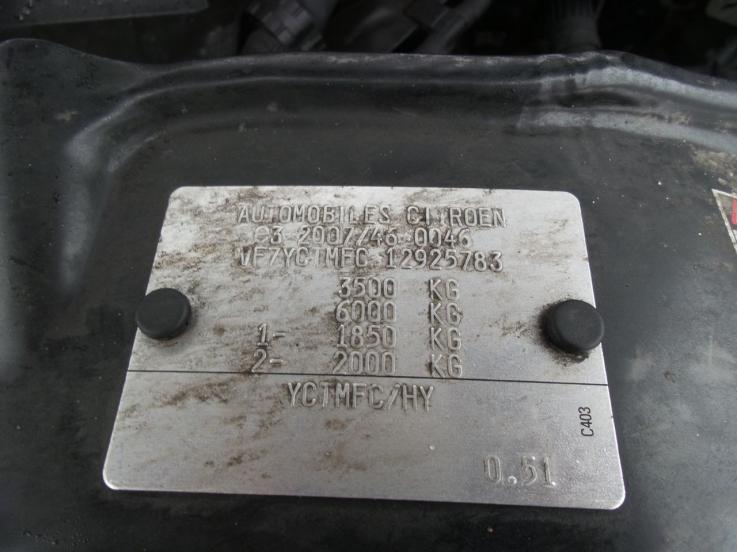 AUTOMOBILES CITROEN
e3 2007/46 0046
VF7YCTMFC 12925783
3500 KG
6000 KG
1- 1850 KG
2- 2000 KG
YCTMFC/HY
C403
0.51